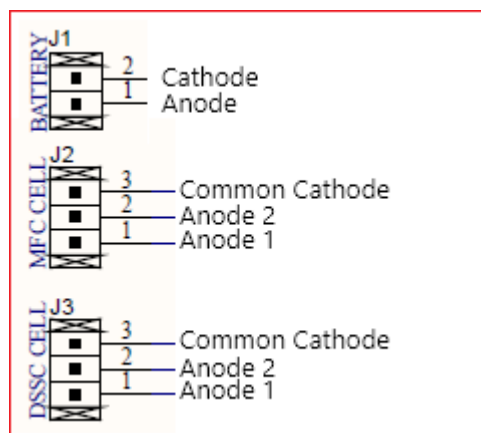 J1
BATTERY
2 Cathode
1 Anode
J2
MFC CELL
3 Common Cathode
2 Anode 2
1 Anode 1
J3
DSSC CELL
3 Common Cathode
2 Anode 2
1 Anode 1